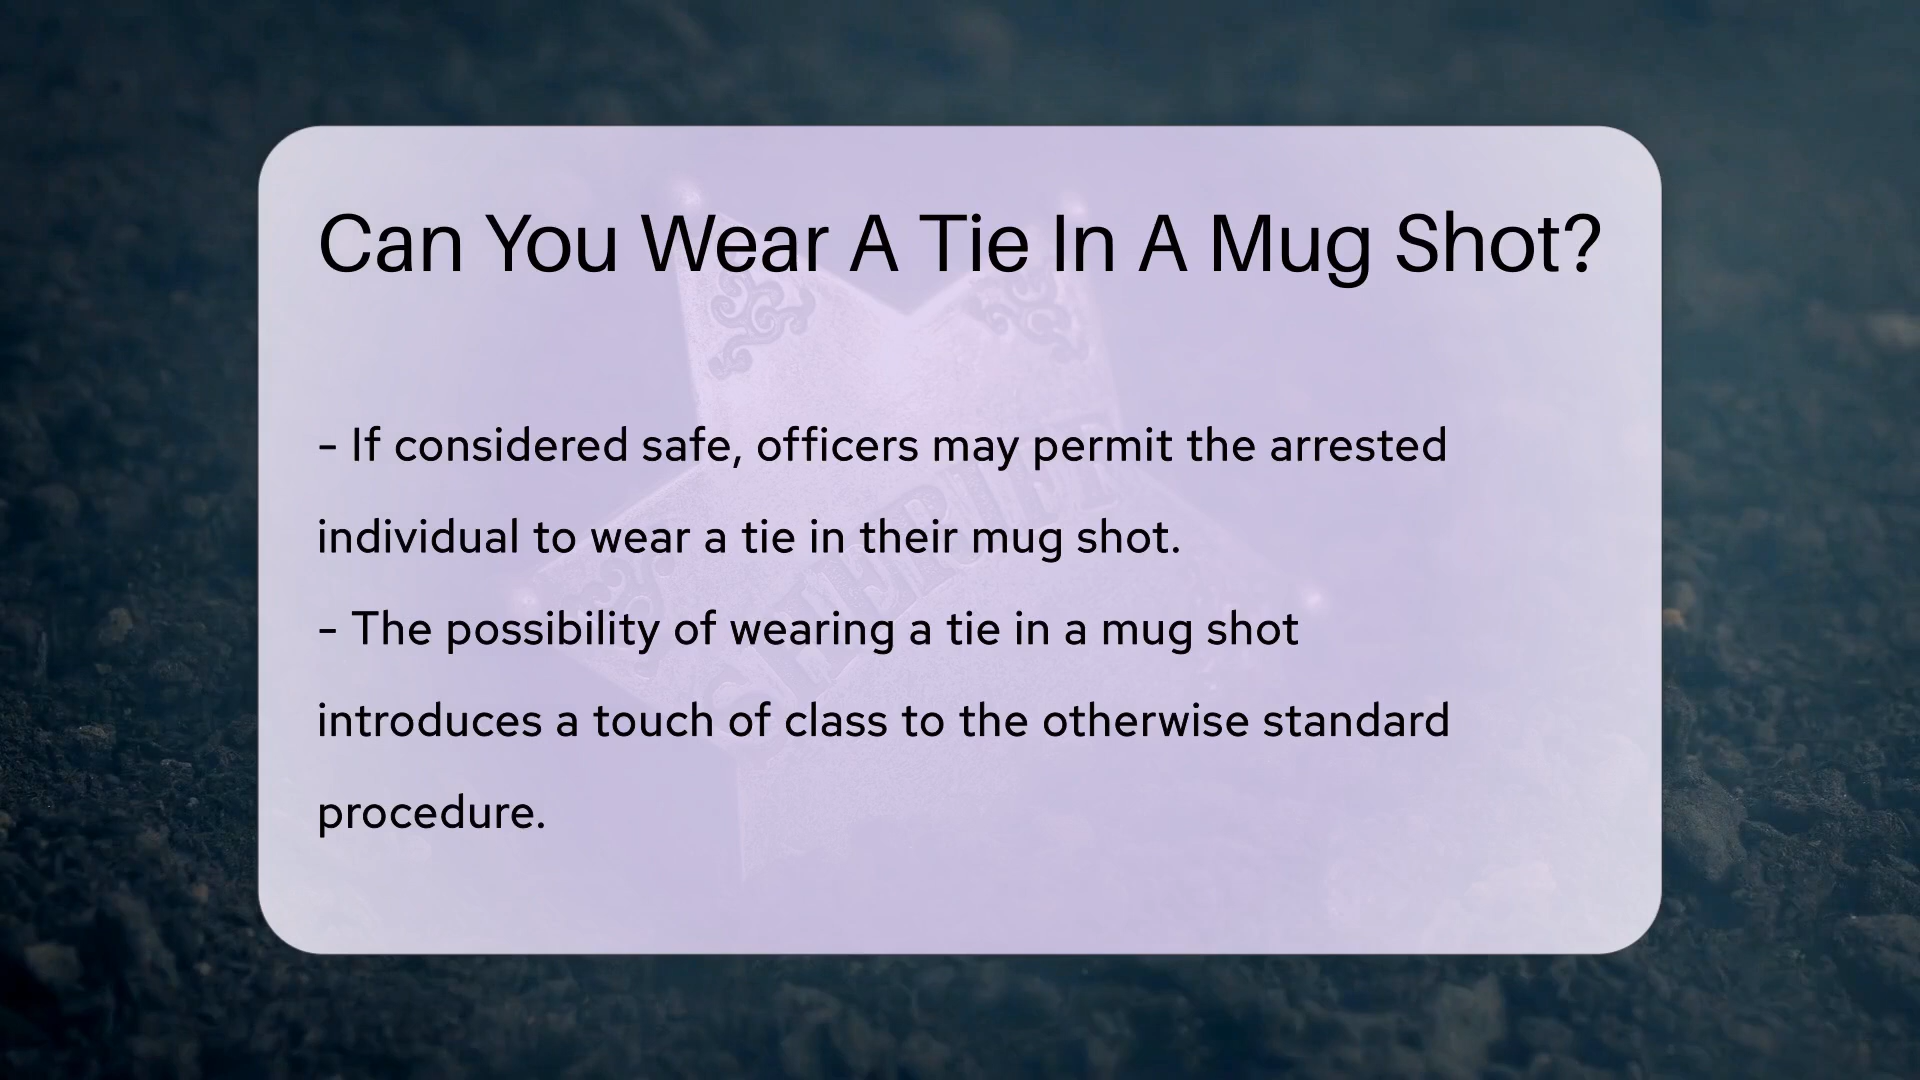 Can You Wear A Tie In A Mug Shot?
- If considered safe, officers may permit the arrested
individual to wear a tie in their mug shot.
- The possibility of wearing a tie in a mug shot
introduces a touch of class to the otherwise standard
procedure.
SHERIFF